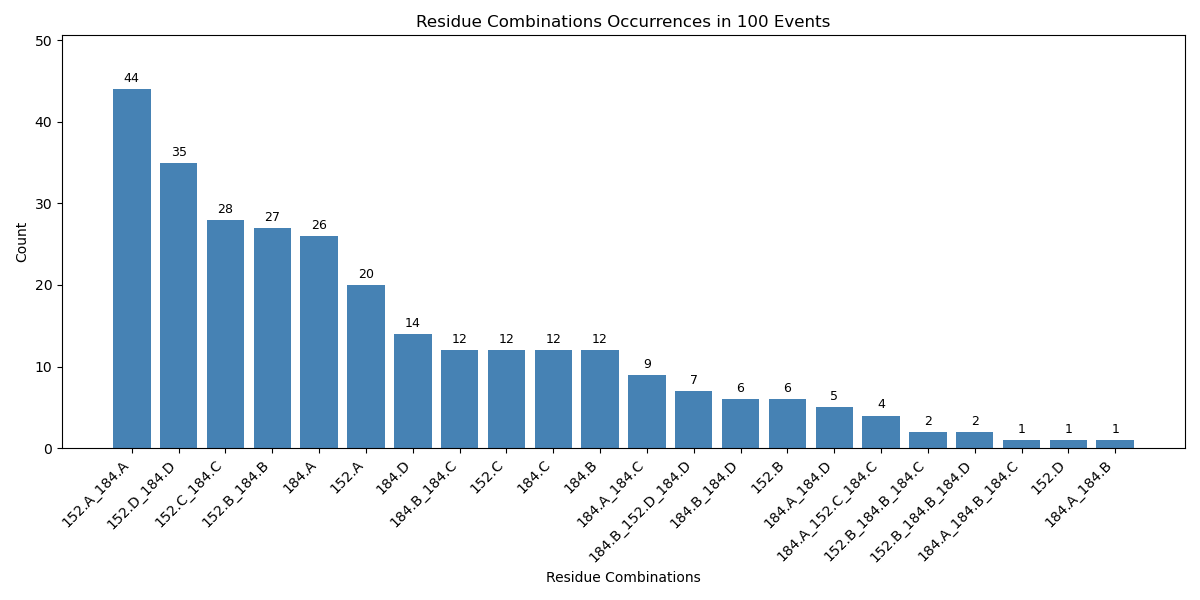 Residue Combinations Occurrences in 100 Events
50
40
30
20
10
0
Count
44
35
28
27
26
20
14
12
12
12
12
9
7
6
6
5
4
2
2
1
1
1
152.A_184.A
152.D_184.D
152.C_184.C
152.B_184.B
184.A
152.A
184.D
184.B_184.C
152.C
184.C
184.B
184.A_184.C
184.B_152.D_184.D
184.B_184.D
152.B
184.A_184.D
184.A_152.C_184.C
152.B_184.B_184.C
152.B_184.B_184.D
184.A_184.B_184.C
152.D
184.A_184.B
Residue Combinations